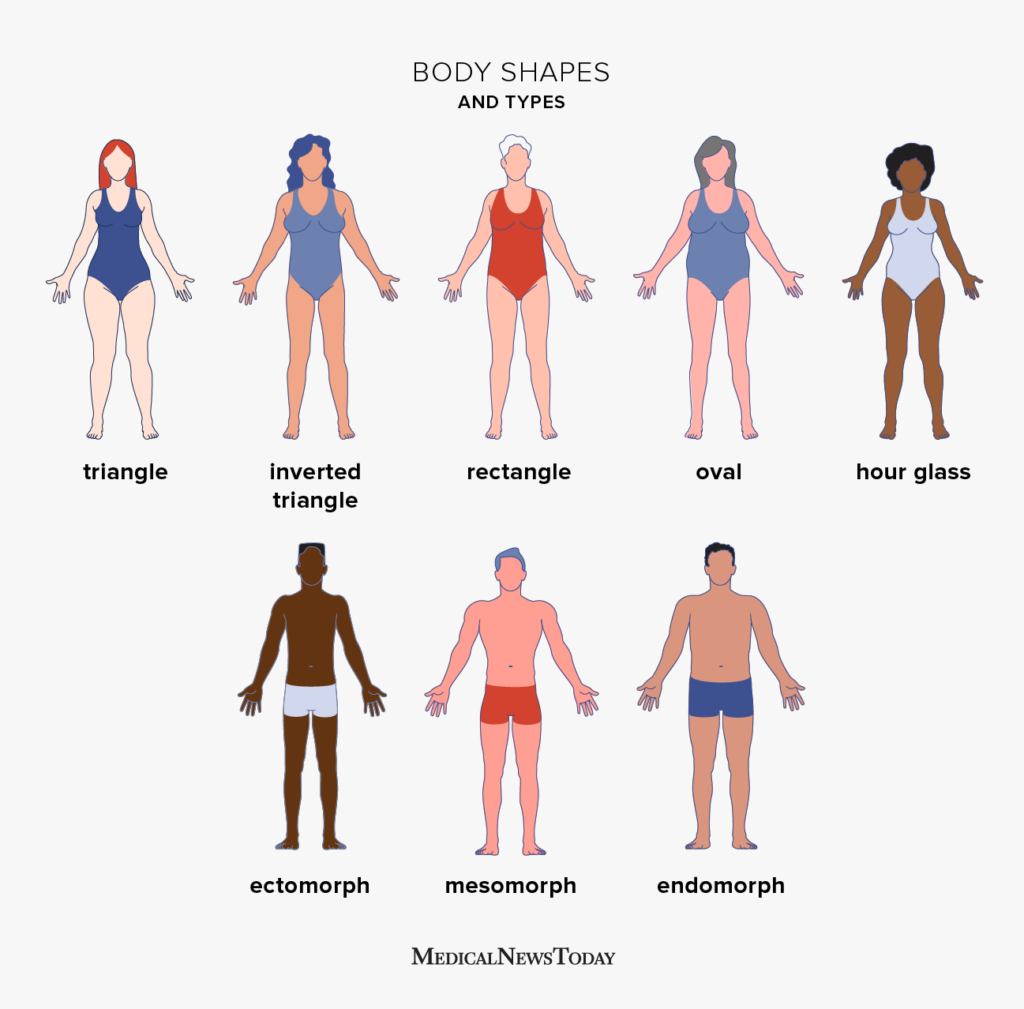 BODY SHAPES
AND TYPES
triangle
inverted
triangle
rectangle
oval
hour glass
ectomorph
mesomorph
endomorph
MEDICALNEWSTODAY